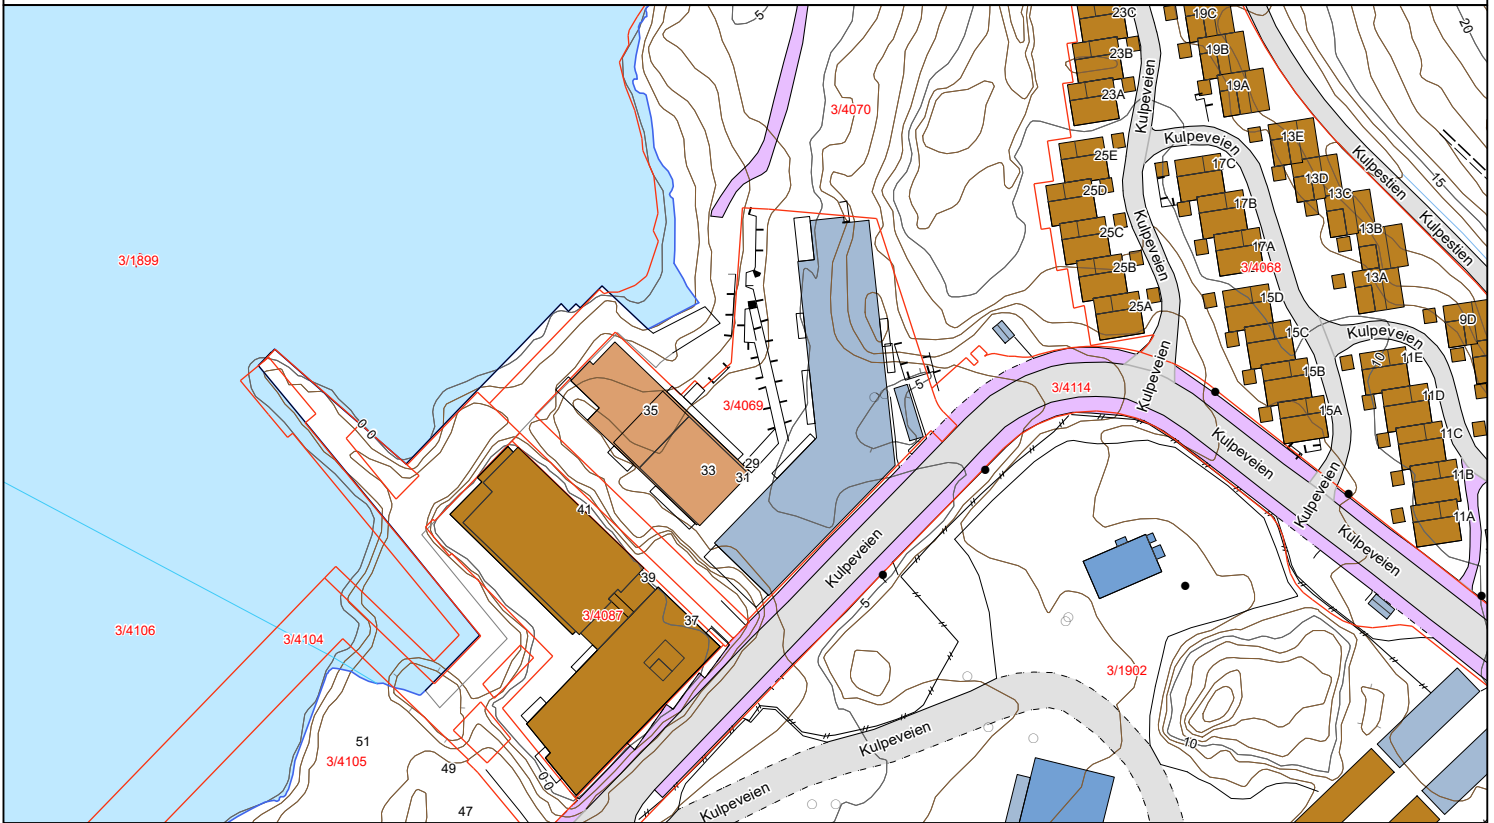 5
23C
19C
20
23B
19B
Kulpeveien
23A
19A
3/4070
13E
Kulpeveien
25E
17C
Kulpestien
13D
15
25D
13C
17B
13B
Kulpestien
25C
Kulpeveien
17A
3/1899
25B
3/4068
13A
25A
15D
9D
15C
Kulpeveien
10
11E
Kulpeveien
15B
5
3/4114
11D
35
3/4069
15A
0-0
11C
Kulpeveien
33
29
31
11B
Kulpeveien
41
11A
Kulpeveien
Kulpeveien
39
5
3/4087
37
3/4106
3/4104
3/1902
Kulpeveien
51
10
3/4105
49
0-0
Kulpeveien
47